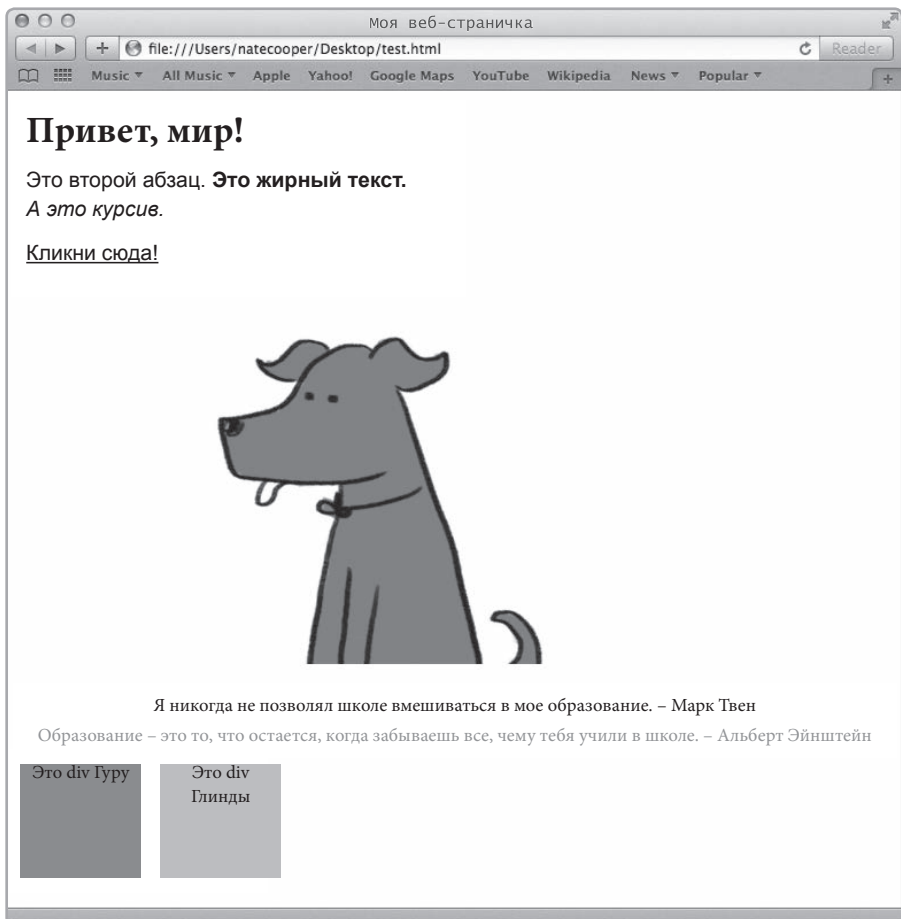 Моя веб-страничка
file:///Users/natecooper/Desktop/test.html
Reader
Music All Music Apple Yahoo! Google Maps YouTube Wikipedia News Popular
Привет, мир!
Это второй абзац. Это жирный текст.
А это курсив.
Кликни сюда!
Я никогда не позволял школе вмешиваться в мое образование. – Марк Твен
Образование – это то, что остается, когда забываешь все, чему тебя учили в школе. – Альберт Эйнштейн
Это div Гуру
Это div
Глинды